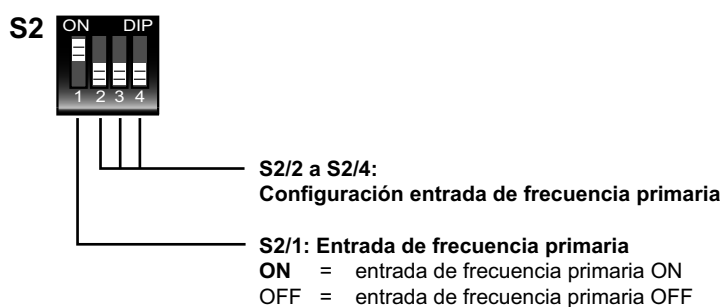 S2
ON DIP
1 2 3 4
S2/2 a S2/4:
Configuración entrada de frecuencia primaria
S2/1: Entrada de frecuencia primaria
ON = entrada de frecuencia primaria ON
OFF = entrada de frecuencia primaria OFF